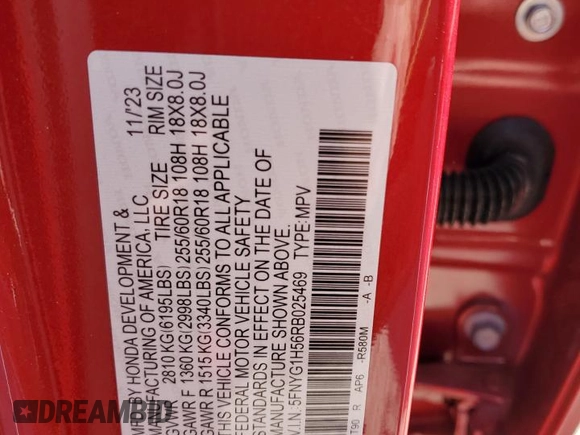 MFD. BY HONDA DEVELOPMENT & 11/'23
MANUFACTURING OF AMERICA, LLC
TIRE SIZE RIM SIZE
GVWR 2810 KG(6195LBS)
GAWR F 1360 KG(2998LBS) 255/60R18 108H 18X8.0J
GAWR R 1515 KG(3340LBS) 255/60R18 108H 18X8.0J
THIS VEHICLE CONFORMS TO ALL APPLICABLE
FEDERAL MOTOR VEHICLE SAFETY
STANDARDS IN EFFECT ON THE DATE OF
MANUFACTURE SHOWN ABOVE.
V.I.N.: 5FNYG1H56RB025469 TYPE: MPV
T90 R AP6 -R580M -A -B
DREAMBID